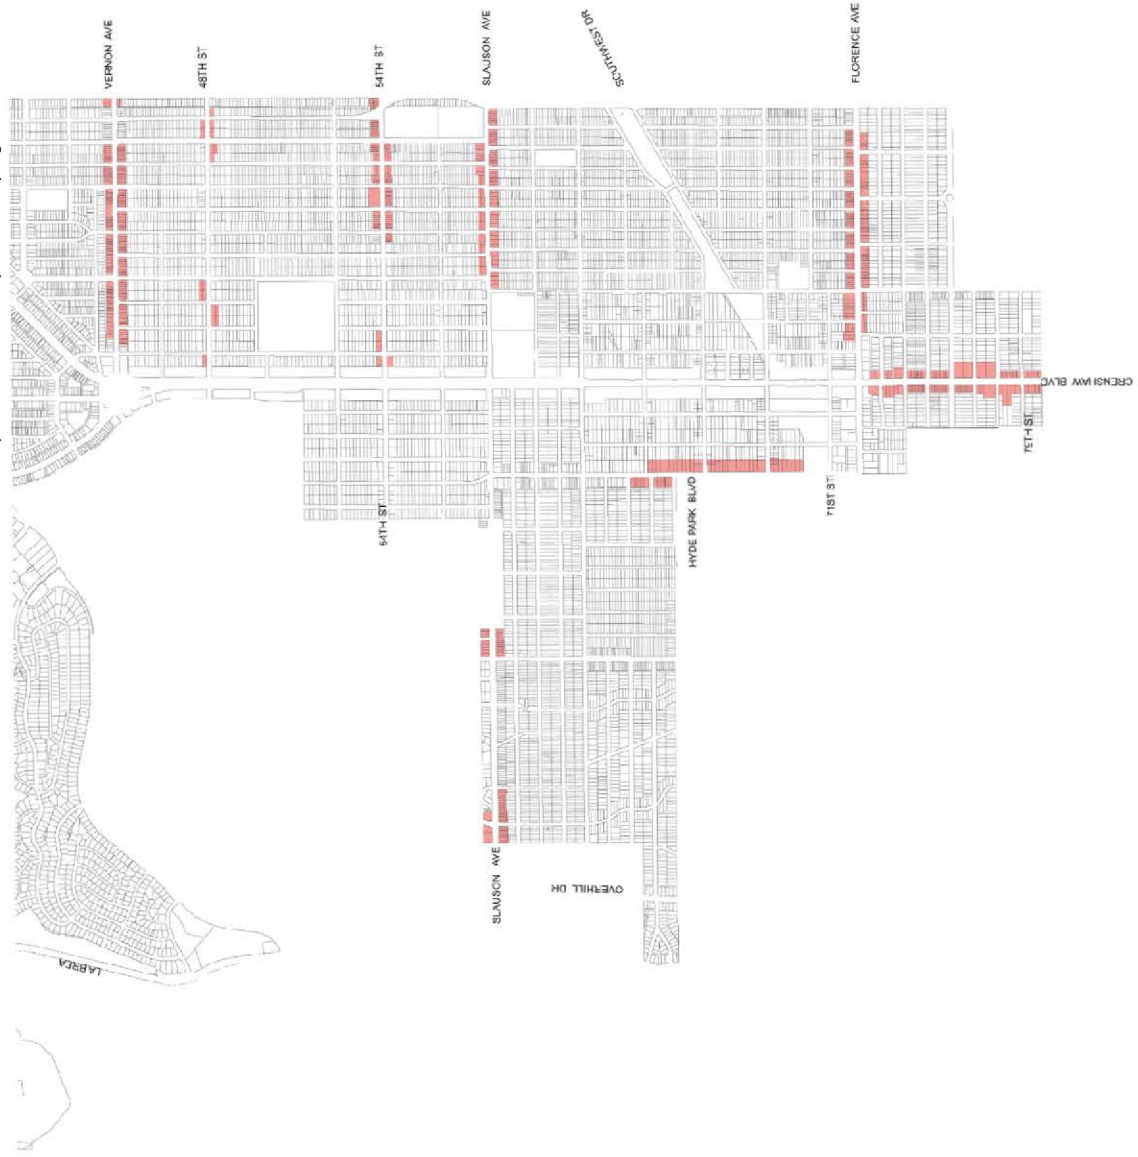 VERNON AVE
48TH ST
54TH ST
SLAUSON AVE
SOUTHWEST DR
FLORENCE AVE
CRENSHAW BLVD
79TH ST
71ST ST
HYDE PARK BLVD
54TH ST
SLAUSON AVE
OVERHILL DR
LABREA